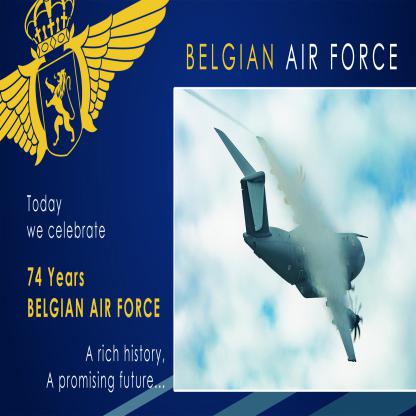 BELGIAN AIR FORCE
Today
we celebrate
74 Years
BELGIAN AIR FORCE
A rich history,
A promising future...